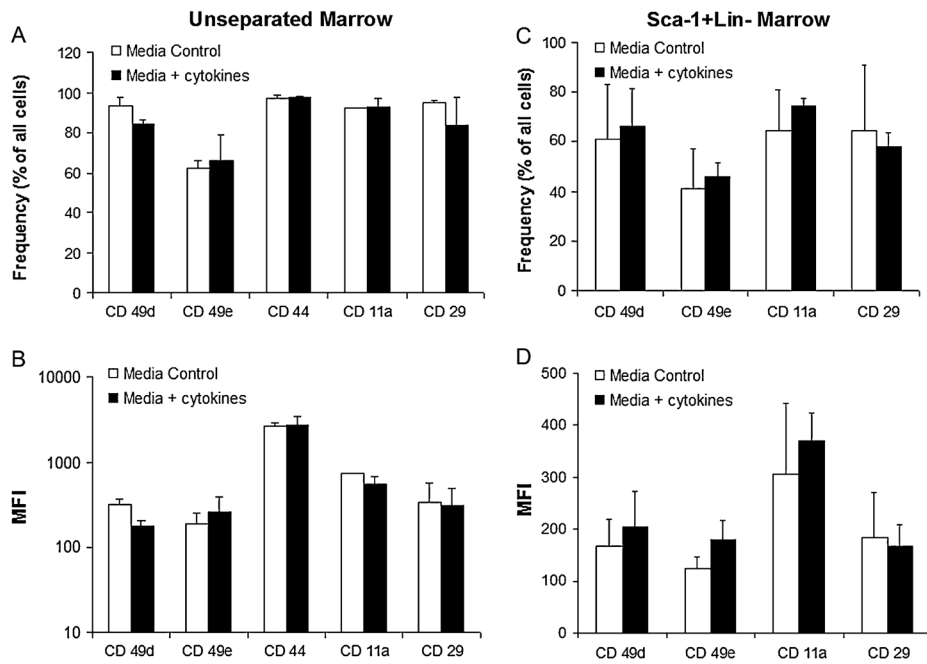 Unseparated Marrow
Sca-1+Lin- Marrow
A
Media Control
Media + cytokines
Frequency (% of all cells)
120
100
80
60
40
20
0
CD 49d CD 49e CD 44 CD 11a CD 29
C
Media Control
Media + cytokines
Frequency (% of all cells)
100
80
60
40
20
0
CD 49d CD 49e CD 11a CD 29
B
Media Control
Media + cytokines
MFI
10000
1000
100
10
CD 49d CD 49e CD 44 CD 11a CD 29
D
Media Control
Media + cytokines
MFI
500
400
300
200
100
0
CD 49d CD 49e CD 11a CD 29